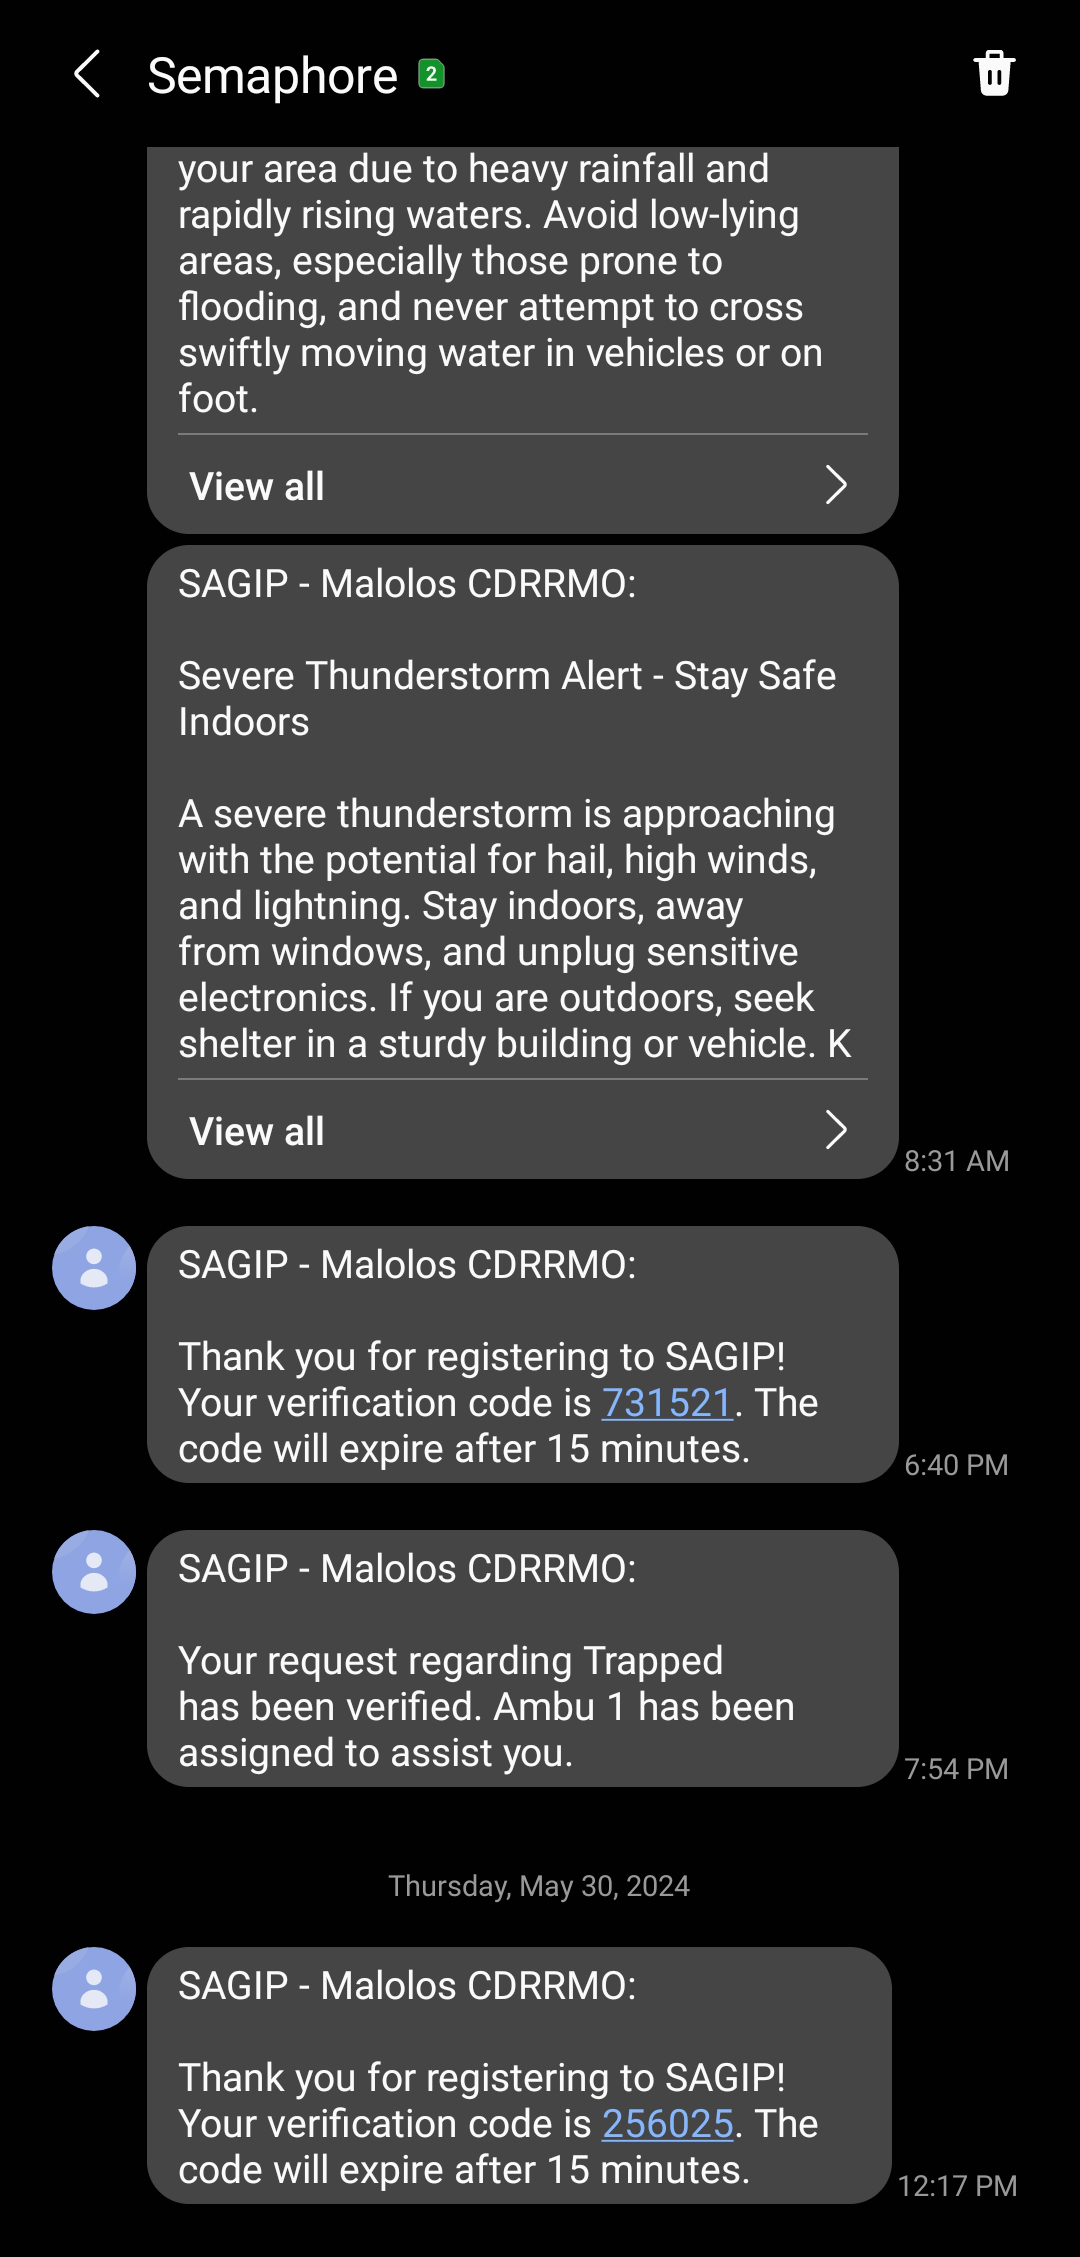 Semaphore 2
your area due to heavy rainfall and
rapidly rising waters. Avoid low-lying
areas, especially those prone to
flooding, and never attempt to cross
swiftly moving water in vehicles or on
foot.
View all
SAGIP - Malolos CDRRMO:
Severe Thunderstorm Alert - Stay Safe
Indoors
A severe thunderstorm is approaching
with the potential for hail, high winds,
and lightning. Stay indoors, away
from windows, and unplug sensitive
electronics. If you are outdoors, seek
shelter in a sturdy building or vehicle. K
View all
8:31 AM
SAGIP - Malolos CDRRMO:
Thank you for registering to SAGIP!
Your verification code is 731521. The
code will expire after 15 minutes.
6:40 PM
SAGIP - Malolos CDRRMO:
Your request regarding Trapped
has been verified. Ambu 1 has been
assigned to assist you.
7:54 PM
Thursday, May 30, 2024
SAGIP - Malolos CDRRMO:
Thank you for registering to SAGIP!
Your verification code is 256025. The
code will expire after 15 minutes.
12:17 PM